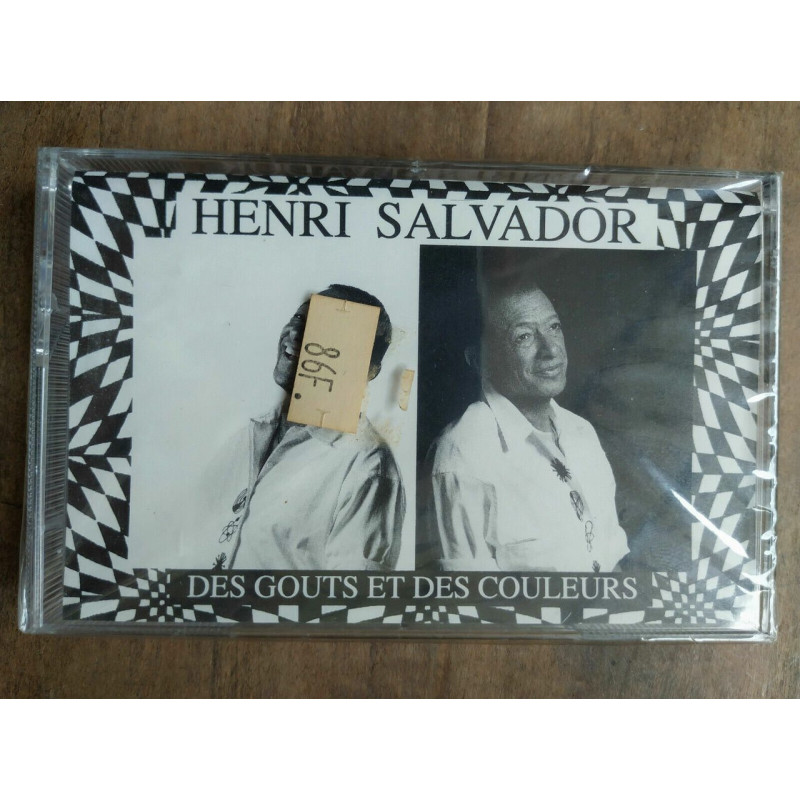 HENRI SALVADOR
86F.
DES GOUTS ET DES COULEURS